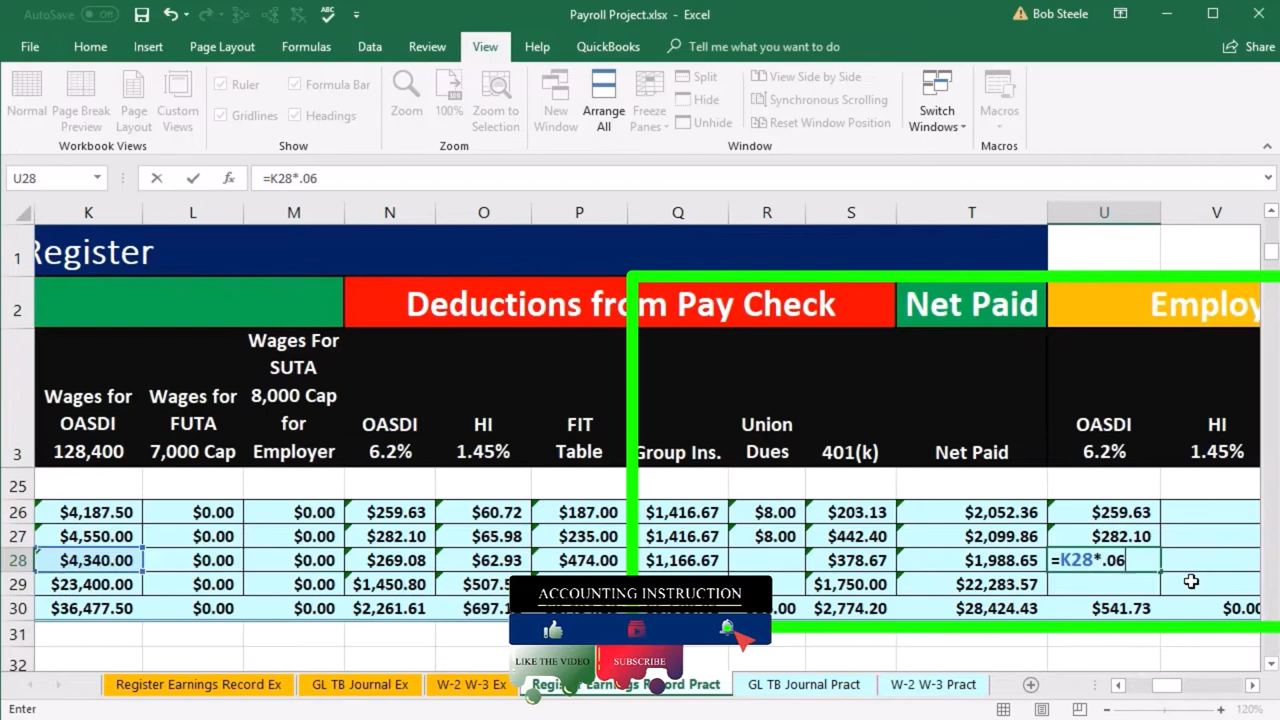 AutoSave Off Payroll Project.xlsx - Excel Bob Steele
File Home Insert Page Layout Formulas Data Review View Help QuickBooks Tell me what you want to do Share
Normal Page Break Preview Page Layout Custom Views
Workbook Views
Ruler Formula Bar
Gridlines Headings
Show
Zoom 100% Zoom to Selection
Zoom
New Window Arrange All Freeze Panes
Split
Hide
Unhide
View Side by Side
Synchronous Scrolling
Reset Window Position
Window
Switch Windows
Macros
Macros
U28 fx =K28*.06
K L M N O P Q R S T U V
1 Register
2 Deductions from Pay Check Net Paid Employ
3 Wages for OASDI 128,400 Wages for FUTA 7,000 Cap Wages For SUTA 8,000 Cap for Employer OASDI 6.2% HI 1.45% FIT Table Group Ins. Union Dues 401(k) Net Paid OASDI 6.2% HI 1.45%
25
26 $4,187.50 $0.00 $0.00 $259.63 $60.72 $187.00 $1,416.67 $8.00 $203.13 $2,052.36 $259.63
27 $4,550.00 $0.00 $0.00 $282.10 $65.98 $235.00 $1,416.67 $8.00 $442.40 $2,099.86 $282.10
28 $4,340.00 $0.00 $0.00 $269.08 $62.93 $474.00 $1,166.67 $378.67 $1,988.65 =K28*.06
29 $23,400.00 $0.00 $0.00 $1,450.80 $507.5 $1,750.00 $22,283.57
30 $36,477.50 $0.00 $0.00 $2,261.61 $697.1 $2,774.20 $28,424.43 $541.73 $0.00
31
32
ACCOUNTING INSTRUCTION
LIKE THE VIDEO SUBSCRIBE
Register Earnings Record Ex GL TB Journal Ex W-2 W-3 Ex Register Earnings Record Pract GL TB Journal Pract W-2 W-3 Pract
Enter 120%